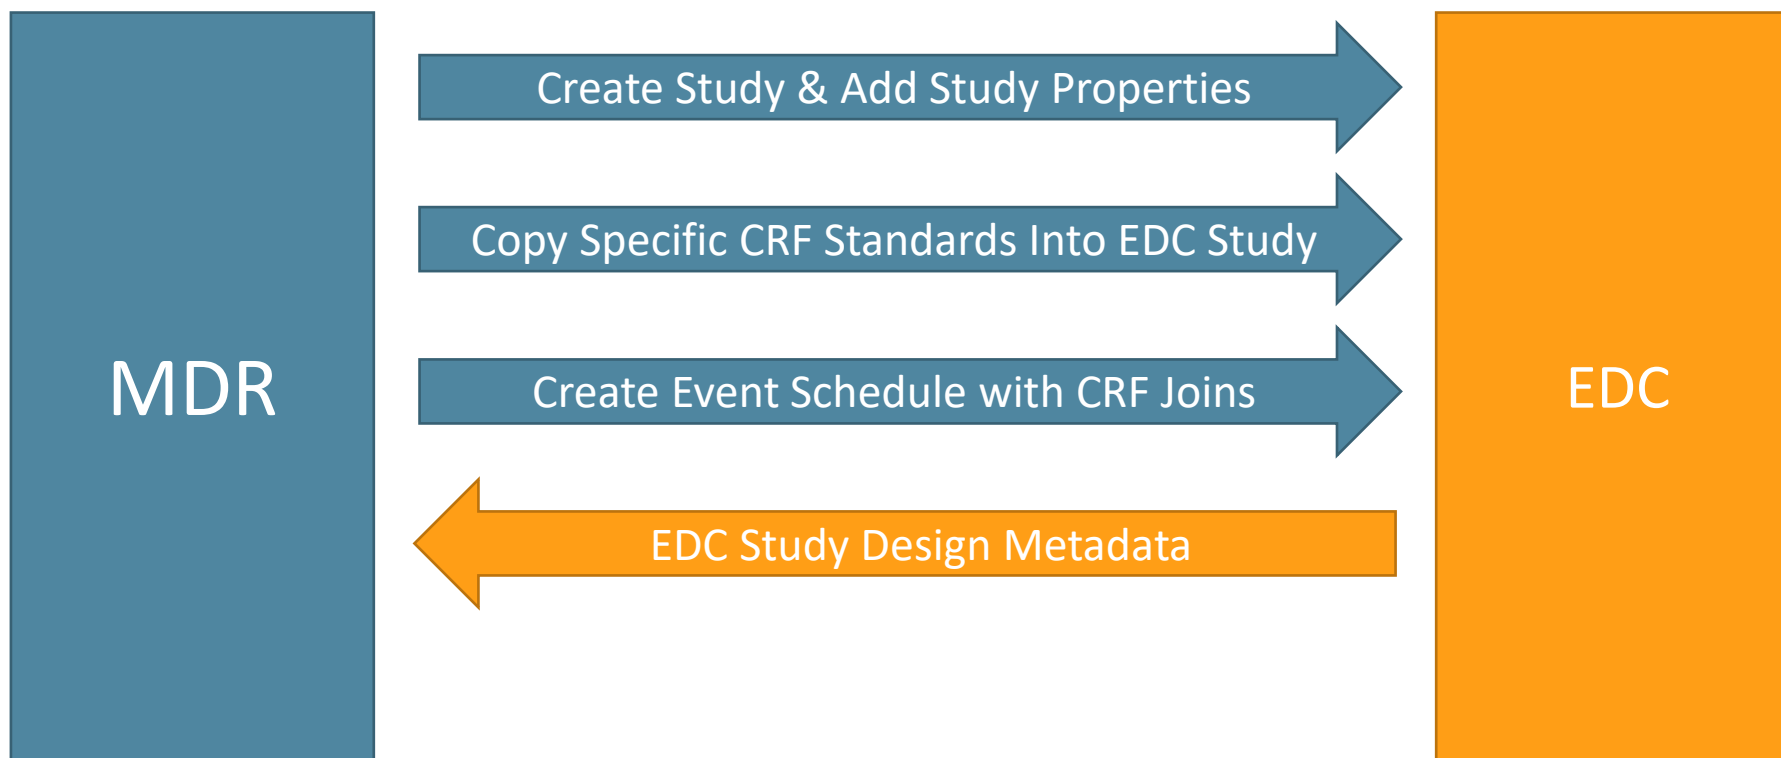 Create Study & Add Study Properties
Copy Specific CRF Standards Into EDC Study
MDR
Create Event Schedule with CRF Joins
EDC
EDC Study Design Metadata